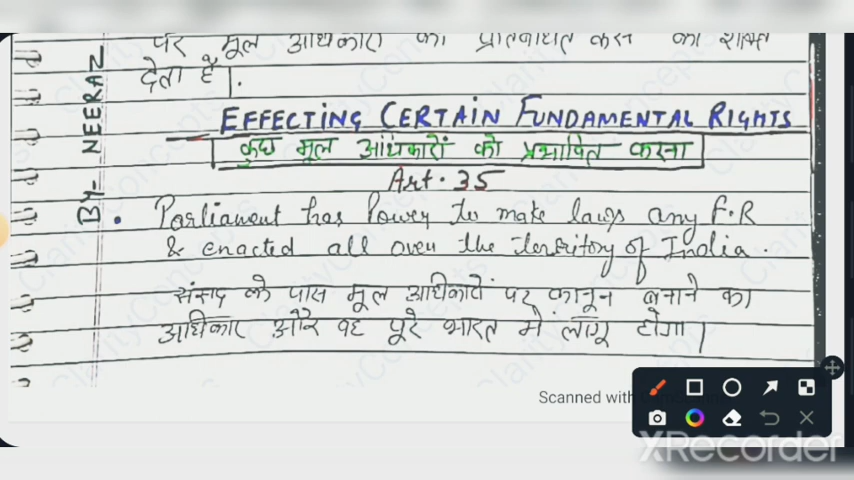 पर मूल अधिकारों को प्रतिबंधित करने की शक्ति
देता है|.
EFFECTING CERTAIN FUNDAMENTAL RIGHTS
कुछ मूल अधिकारों को प्रभावित करना
Art. 35
BY- NEERAZ
• Parliament has Power to make laws any F.R
& enacted all over the territory of India.
संसद के पास मूल अधिकारों पर कानून बनाने का
अधिकार और वह पूरे भारत में लागू होगा|
Scanned with
XRecorder